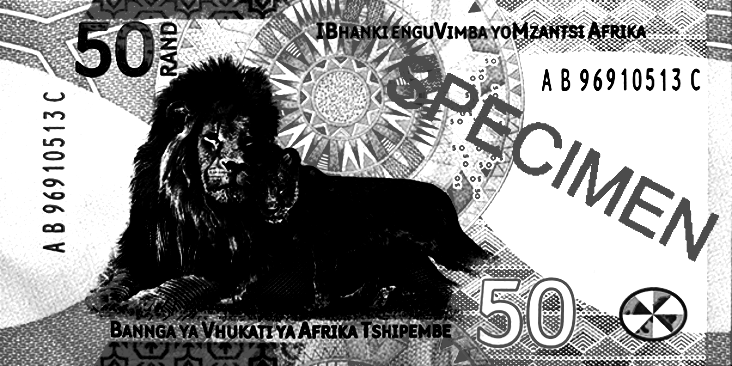 50 RAND
IBHANKI ENGUVIMBA YOMZANTSI AFRIKA
A B 96910513 C
A B 96910513 C
SPECIMEN
BANNGA YA VHUKATI YA AFRIKA TSHIPEMBE
50